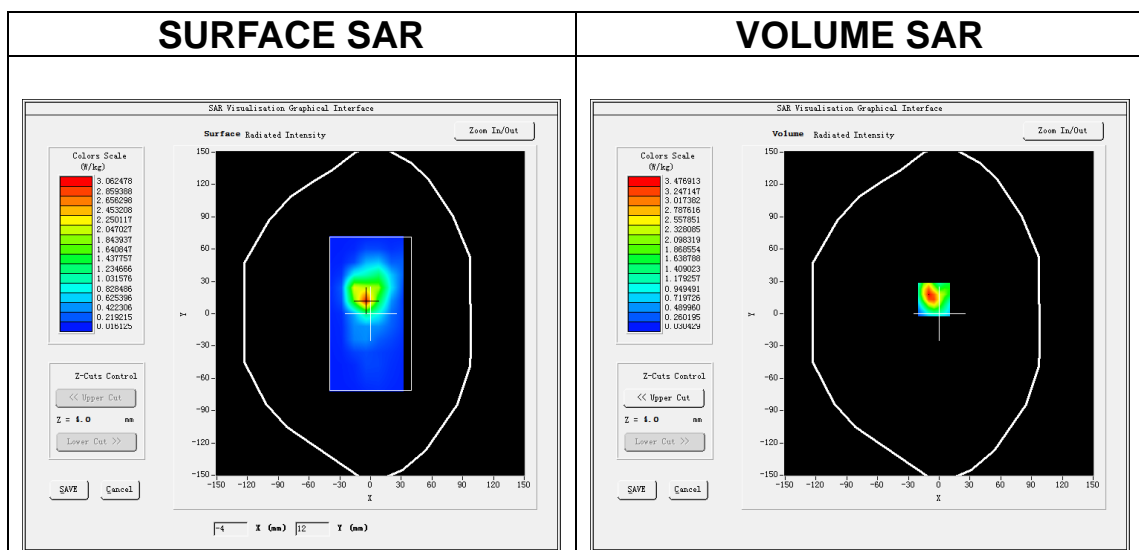 SURFACE SAR
VOLUME SAR
SAR Visualisation Graphical Interface
Surface Radiated Intensity
Zoom In/Out
Colors Scale
(W/kg)
3.062478
2.859388
2.656298
2.453208
2.250117
2.047027
1.843937
1.640847
1.437757
1.234666
1.031576
0.828486
0.625396
0.422306
0.219215
0.016125
150
120
90
60
30
0
-30
-60
-90
-120
-150
Y
-150 -120 -90 -60 -30 0 30 60 90 120 150
X
Z-Cuts Control
<< Upper Cut
Z = 4.0 mm
Lower Cut >>
SAVE Cancel
-4 X (mm) 12 Y (mm)
SAR Visualisation Graphical Interface
Volume Radiated Intensity
Zoom In/Out
Colors Scale
(W/kg)
3.476913
3.247147
3.017382
2.787616
2.557851
2.328085
2.098319
1.868554
1.638788
1.409023
1.179257
0.949491
0.719726
0.489960
0.260195
0.030429
150
120
90
60
30
0
-30
-60
-90
-120
-150
Y
-150 -120 -90 -60 -30 0 30 60 90 120 150
X
Z-Cuts Control
<< Upper Cut
Z = 4.0 mm
Lower Cut >>
SAVE Cancel